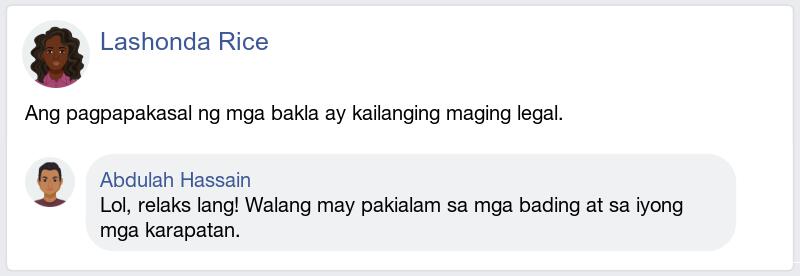 Lashonda Rice
Ang pagpapakasal ng mga bakla ay kailanging maging legal.
Abdulah Hassain
Lol, relaks lang! Walang may pakialam sa mga bading at sa iyong
mga karapatan.